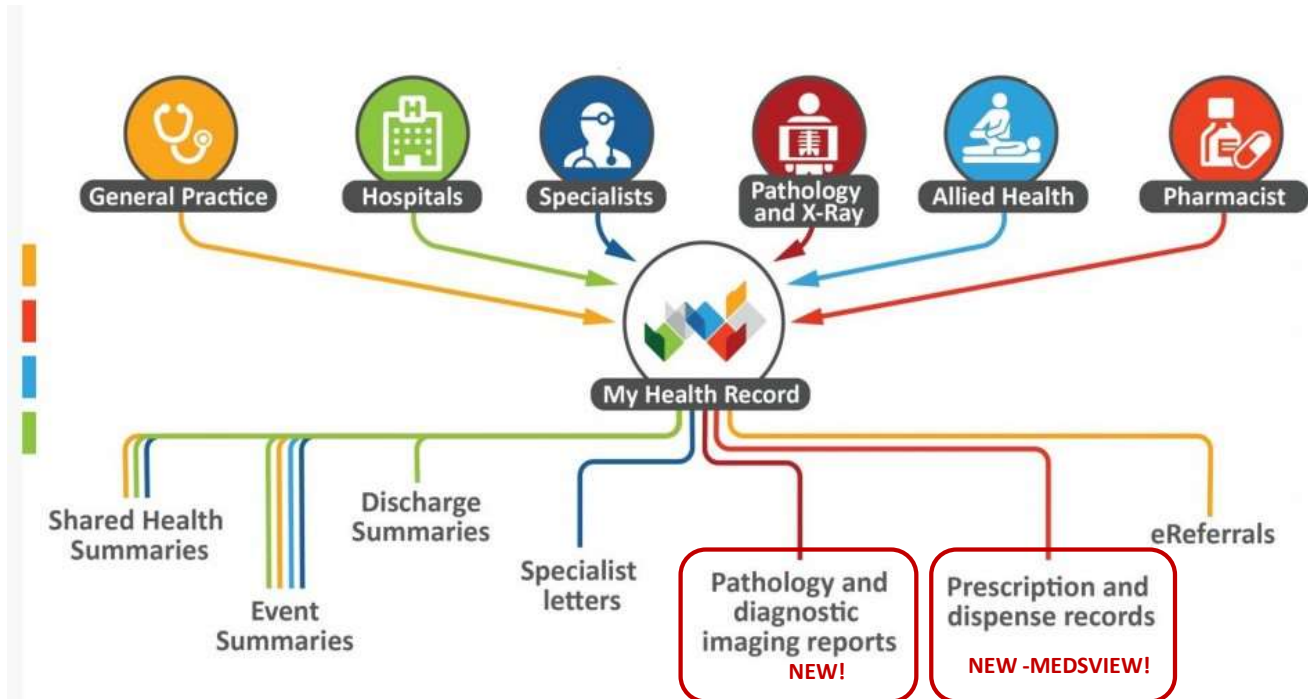 H
General Practice
Hospitals
Specialists
Pathology
and X-Ray
Allied Health
Pharmacist
My Health Record
Shared Health
Summaries
Event
Summaries
Discharge
Summaries
Specialist
letters
Pathology and
diagnostic
imaging reports
NEW!
Prescription and
dispense records
NEW -MEDSVIEW!
eReferrals